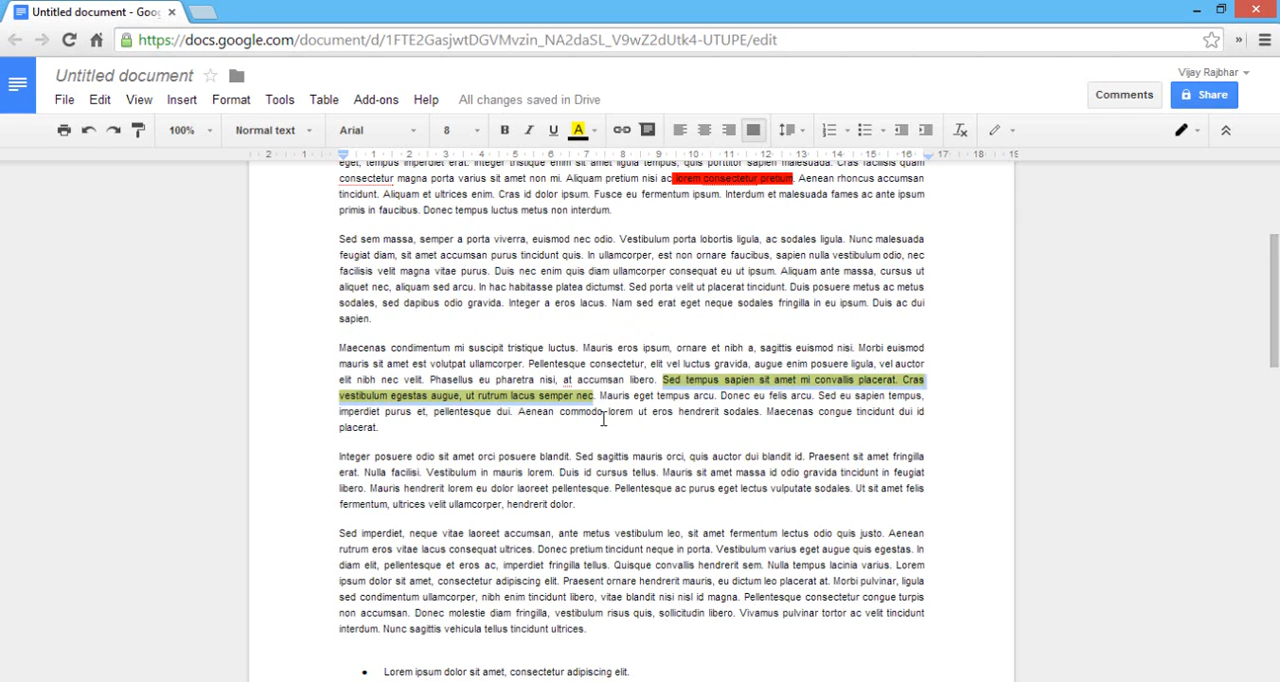 Untitled document - Goo
https://docs.google.com/document/d/1FTE2GasjwtDGVMvzin_NA2daSL_V9wZ2dUtk4-UTUPE/edit
Untitled document
Vijay Rajbhar
File Edit View Insert Format Tools Table Add-ons Help All changes saved in Drive
Comments Share
100% Normal text Arial 8 B I U A
2 1 1 2 3 4 5 6 7 8 9 10 11 12 13 14 15 16 17 18 19
eget, tempus imperdiet erat. Integer tristique enim sit amet ligula tempus, quis porttitor sapien malesuada. Cras facilisis quam
consectetur magna porta varius sit amet non mi. Aliquam pretium nisi ac lorem consectetur pretium. Aenean rhoncus accumsan
tincidunt. Aliquam et ultrices enim. Cras id dolor ipsum. Fusce eu fermentum ipsum. Interdum et malesuada fames ac ante ipsum
primis in faucibus. Donec tempus luctus metus non interdum.
Sed sem massa, semper a porta viverra, euismod nec odio. Vestibulum porta lobortis ligula, ac sodales ligula. Nunc malesuada
feugiat diam, sit amet accumsan purus tincidunt quis. In ullamcorper, est non ornare faucibus, sapien nulla vestibulum odio, nec
facilisis velit magna vitae purus. Duis nec enim quis diam ullamcorper consequat eu ut ipsum. Aliquam ante massa, cursus ut
aliquet nec, aliquam sed arcu. In hac habitasse platea dictumst. Sed porta velit ut placerat tincidunt. Duis posuere metus ac metus
sodales, sed dapibus odio gravida. Integer a eros lacus. Nam sed erat eget neque sodales fringilla in eu ipsum. Duis ac dui
sapien.
Maecenas condimentum mi suscipit tristique luctus. Mauris eros ipsum, ornare et nibh a, sagittis euismod nisi. Morbi euismod
mauris sit amet est volutpat ullamcorper. Pellentesque consectetur, elit vel luctus gravida, augue enim posuere ligula, vel auctor
elit nibh nec velit. Phasellus eu pharetra nisi, at accumsan libero. Sed tempus sapien sit amet mi convallis placerat. Cras
vestibulum egestas augue, ut rutrum lacus semper nec. Mauris eget tempus arcu. Donec eu felis arcu. Sed eu sapien tempus,
imperdiet purus et, pellentesque dui. Aenean commodo lorem ut eros hendrerit sodales. Maecenas congue tincidunt dui id
placerat.
Integer posuere odio sit amet orci posuere blandit. Sed sagittis mauris orci, quis auctor dui blandit id. Praesent sit amet fringilla
erat. Nulla facilisi. Vestibulum in mauris lorem. Duis id cursus tellus. Mauris sit amet massa id odio gravida tincidunt in feugiat
libero. Mauris hendrerit lorem eu dolor laoreet pellentesque. Pellentesque ac purus eget lectus vulputate sodales. Ut sit amet felis
fermentum, ultrices velit ullamcorper, hendrerit dolor.
Sed imperdiet, neque vitae laoreet accumsan, ante metus vestibulum leo, sit amet fermentum lectus odio quis justo. Aenean
rutrum eros vitae lacus consequat ultrices. Donec pretium tincidunt neque in porta. Vestibulum varius eget augue quis egestas. In
diam elit, pellentesque et eros ac, imperdiet fringilla tellus. Quisque convallis hendrerit sem. Nulla tempus lacinia varius. Lorem
ipsum dolor sit amet, consectetur adipiscing elit. Praesent ornare hendrerit mauris, eu dictum leo placerat at. Morbi pulvinar, ligula
sed condimentum ullamcorper, nibh enim tincidunt libero, vitae blandit nisi nisl id magna. Pellentesque consectetur congue turpis
non accumsan. Donec molestie diam fringilla, vestibulum risus quis, sollicitudin libero. Vivamus pulvinar tortor ac velit tincidunt
interdum. Nunc sagittis vehicula tellus tincidunt ultrices.
• Lorem ipsum dolor sit amet, consectetur adipiscing elit.